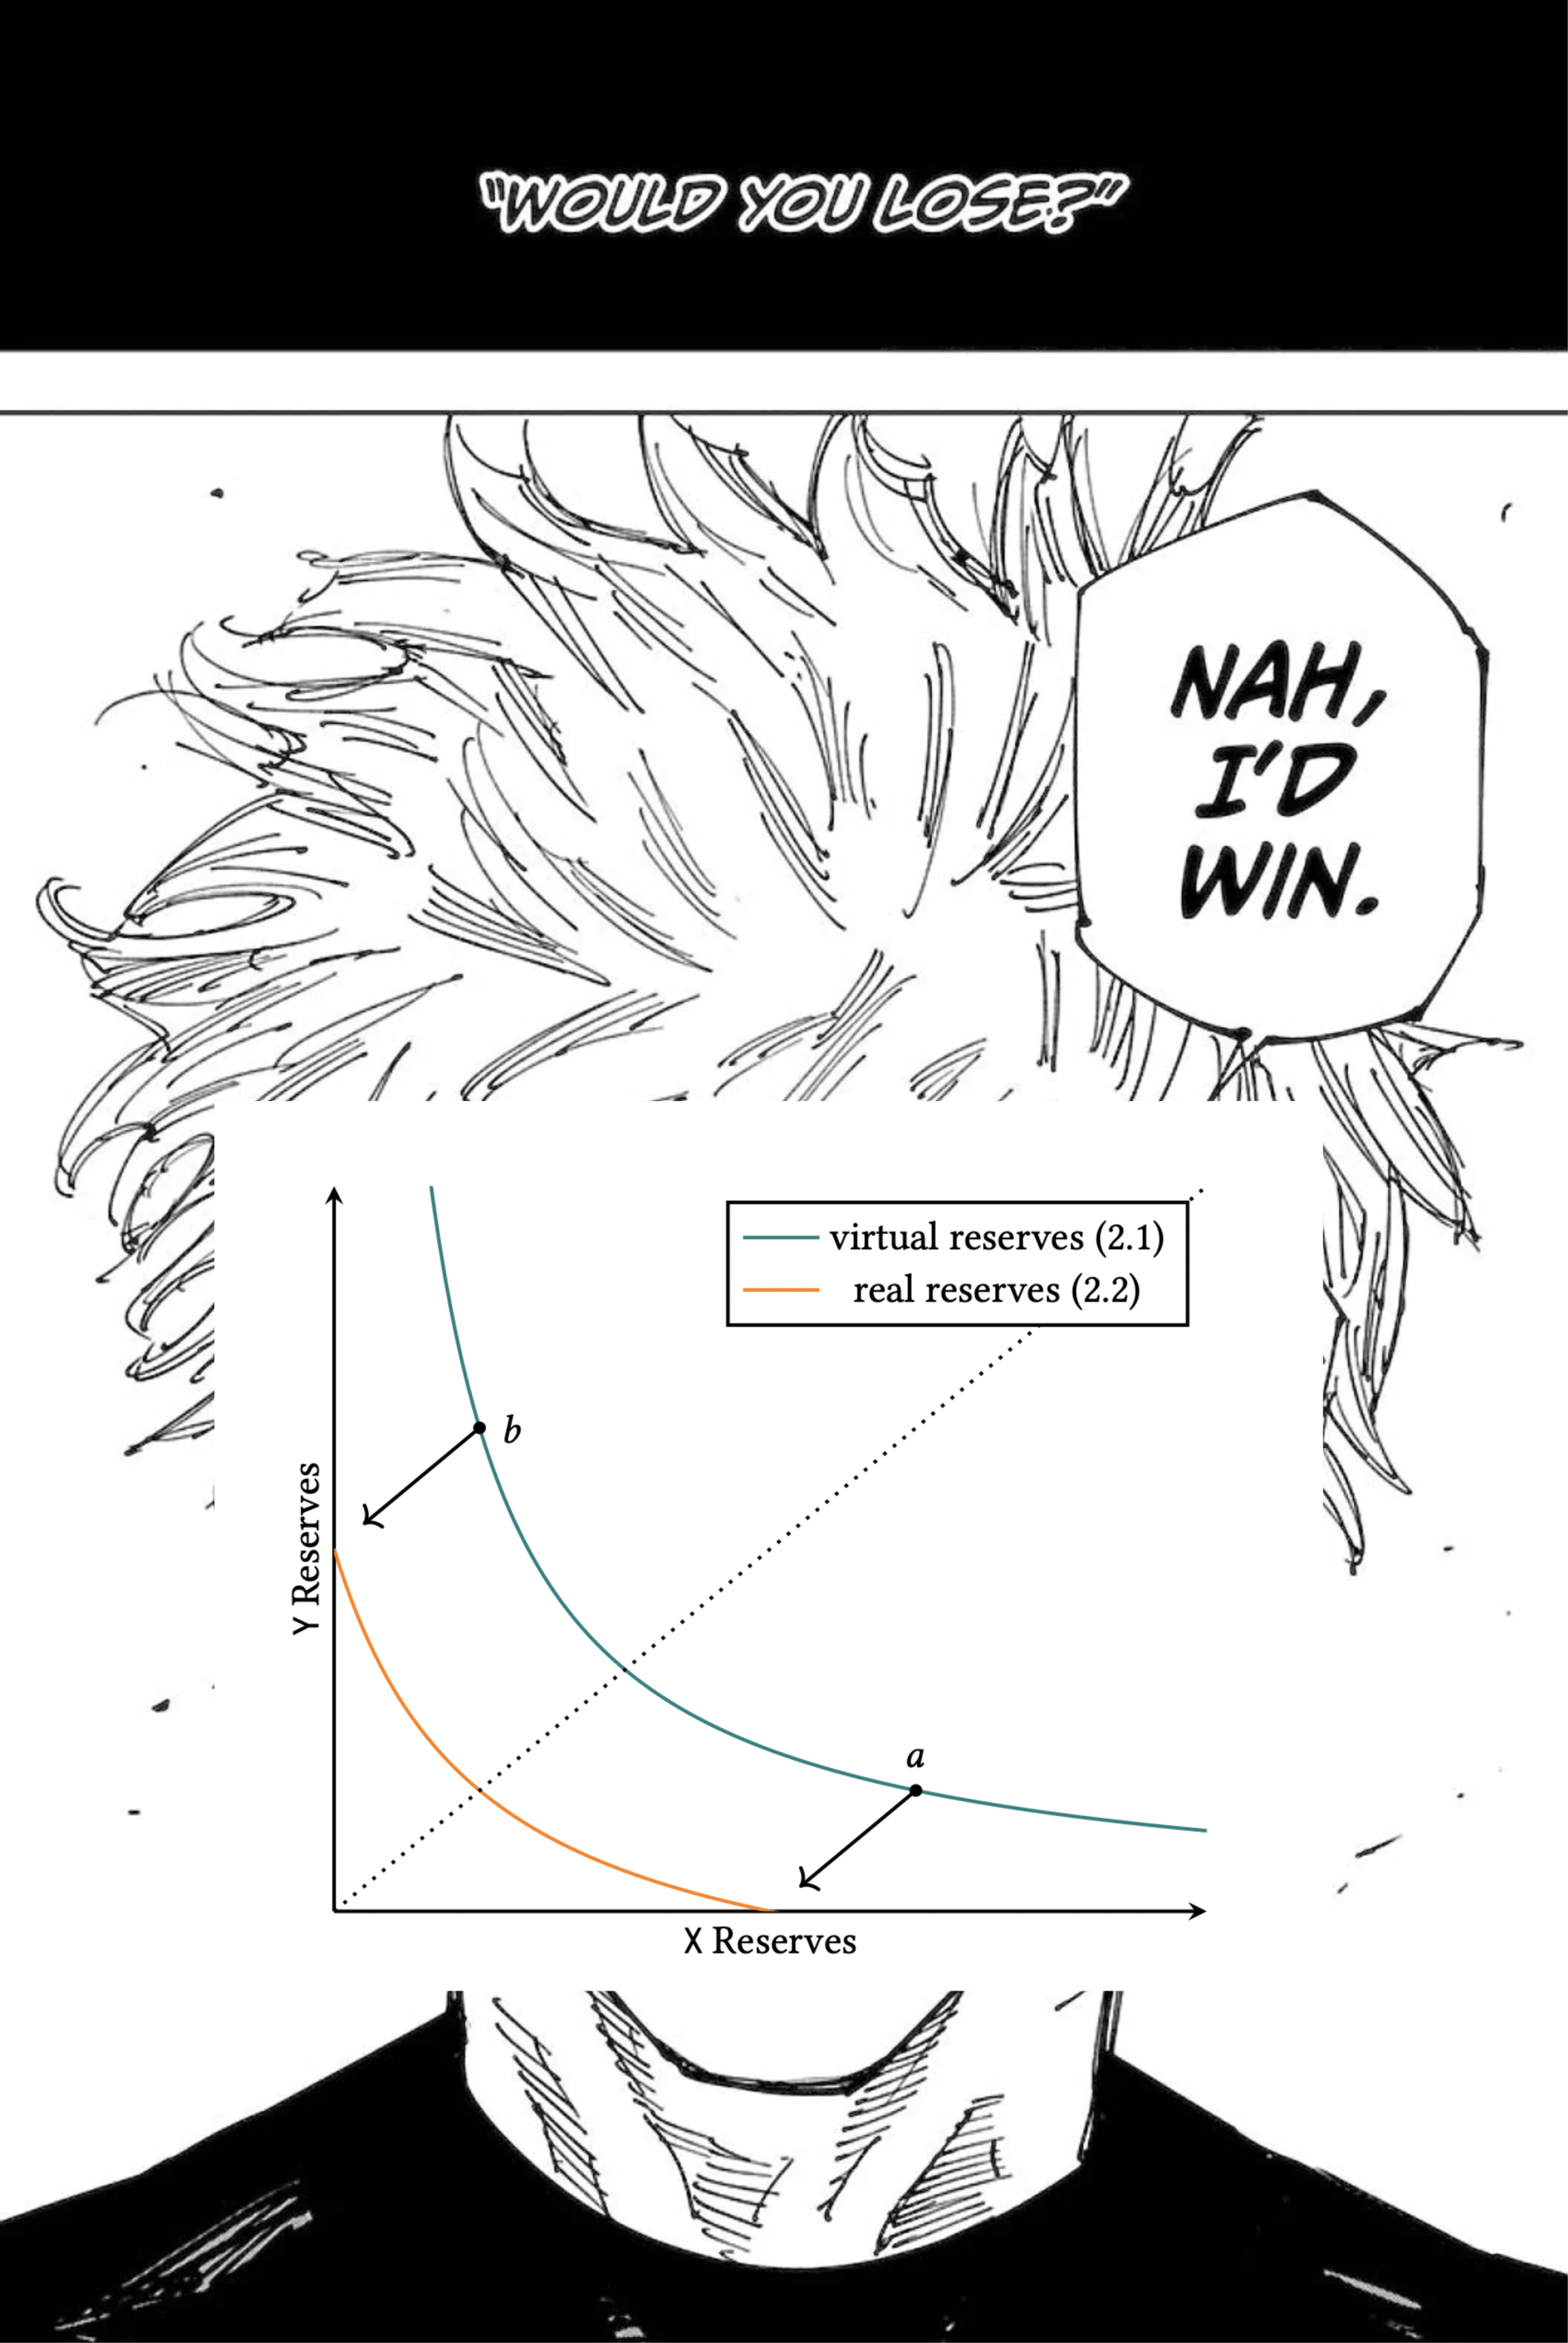 "WOULD YOU LOSE?"
NAH,
I'D
WIN.
virtual reserves (2.1)
real reserves (2.2)
b
Y Reserves
a
X Reserves